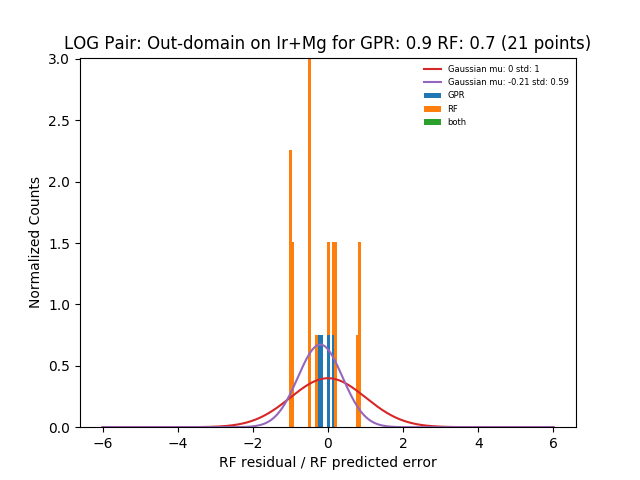 LOG Pair: Out-domain on Ir+Mg for GPR: 0.9 RF: 0.7 (21 points)
Gaussian mu: 0 std: 1
Gaussian mu: -0.21 std: 0.59
GPR
RF
both
Normalized Counts
3.0
2.5
2.0
1.5
1.0
0.5
0.0
−6 −4 −2 0 2 4 6
RF residual / RF predicted error